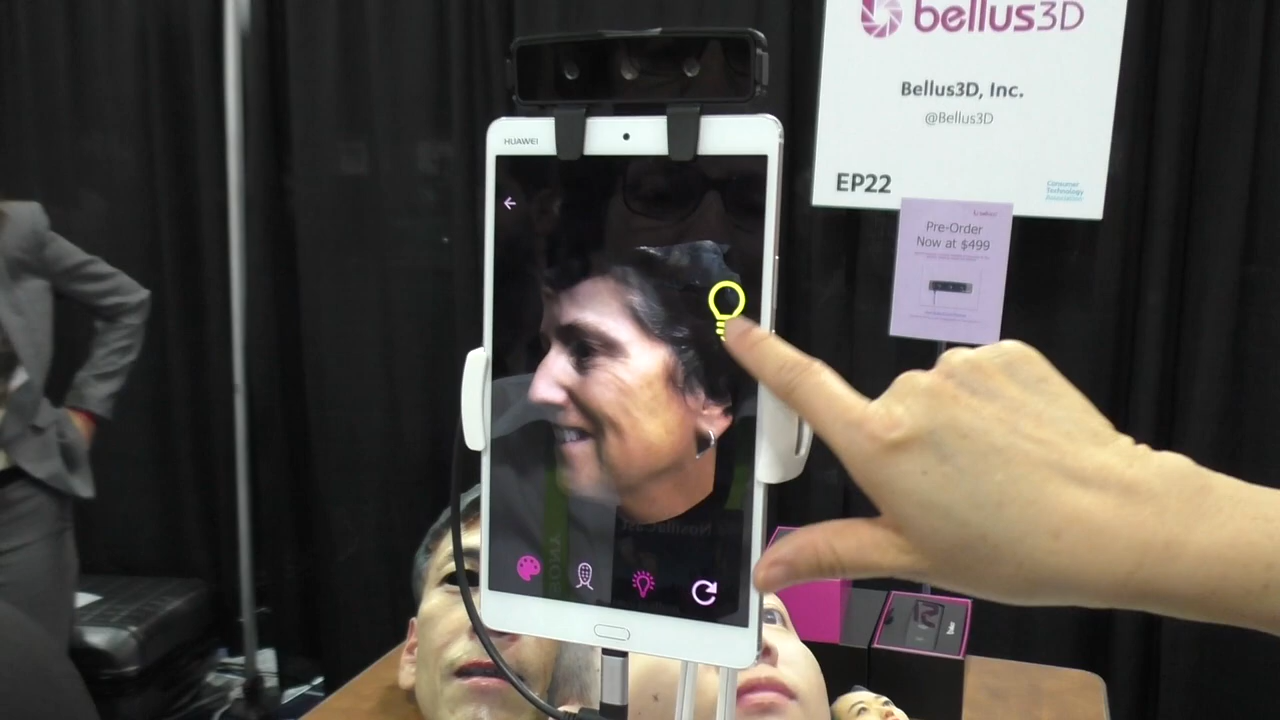 bellus3D
Bellus3D, Inc.
@Bellus3D
EP22
Consumer
Technology
Association
Pre-Order
Now at $499
HUAWEI